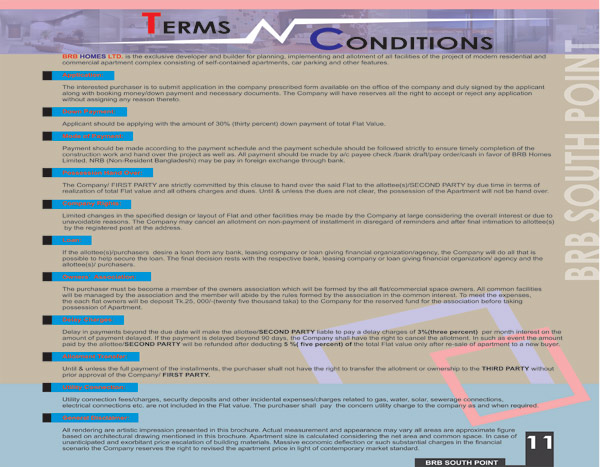 TERMS
CONDITIONS
BRB HOMES LTD. is the exclusive developer and builder for planning, implementing and allotment of all facilities of the project of modern residential and
commercial apartment complex consisting of self-contained apartments, car parking and other features.
The interested purchaser is to submit application in the company prescribed form available on the office of the company and duly signed by the applicant
along with booking money/down payment and necessary documents. The Company will have reserves all the right to accept or reject any application
without assigning any reason thereto.
Applicant should be applying with the amount of 30% (thirty percent) down payment of total Flat Value.
Payment should be made according to the payment schedule and the payment schedule should be followed strictly to ensure timely completion of the
construction work and hand over the project as well. All payment should be made by a/c payee check /bank draft/pay order/cash in favor of BRB Homes
Limited. NRB (Non-Resident Bangladeshi) may be pay in foreign exchange through bank.
The Company/ FIRST PARTY are strictly committed by this clause to hand over the said Flat to the allottee(s)/SECOND PARTY by due time in terms of
realization of total Flat value and all others charges and dues. Until & unless the dues are not clear, the possession of the Apartment will not be hand over.
Limited changes in the specified design or layout of Flat and other facilities may be made by the Company at large considering the overall interest or due to
unavoidable reasons. The Company may cancel an allotment on non-payment of installment in disregard of reminders and after final intimation to allottee(s)
by the registered post at the address.
If the allottee(s)/purchasers desire a loan from any bank, leasing company or loan giving financial organization/agency, the Company will do all that is
possible to help secure the loan. The final decision rests with the respective bank, leasing company or loan giving financial organization/ agency and the
allottee(s)/ purchasers.
The purchaser must be become a member of the owners association which will be formed by the all flat/commercial space owners. All common facilities
will be managed by the association and the member will abide by the rules formed by the association in the common interest. To meet the expenses,
the each flat owners will be deposit Tk.25, 000/-(twenty five thousand taka) to the Company for the reserved fund for the association before taking
possession of Apartment.
Delay in payments beyond the due date will make the allottee/SECOND PARTY liable to pay a delay charges of 3%(three percent) per month interest on the
amount of payment delayed. If the payment is delayed beyond 90 days, the Company shall have the right to cancel the allotment. In such as event the amount
paid by the allottee/SECOND PARTY will be refunded after deducting 5 %( five percent) of the total Flat value only after re-sale of apartment to a new buyer.
Until & unless the full payment of the installments, the purchaser shall not have the right to transfer the allotment or ownership to the THIRD PARTY without
prior approval of the Company/ FIRST PARTY.
Utility connection fees/charges, security deposits and other incidental expenses/charges related to gas, water, solar, sewerage connections,
electrical connections etc. are not included in the Flat value. The purchaser shall pay the concern utility charge to the company as and when required.
All rendering are artistic impression presented in this brochure. Actual measurement and appearance may vary all areas are approximate figure
based on architectural drawing mentioned in this brochure. Apartment size is calculated considering the net area and common space. In case of
unanticipated and exorbitant price escalation of building materials. Massive economic deflection or such substantial charges in the financial
scenario the Company reserves the right to revised the apartment price in light of contemporary market standard.
BRB SOUTH POINT
11
BRB SOUTH POINT